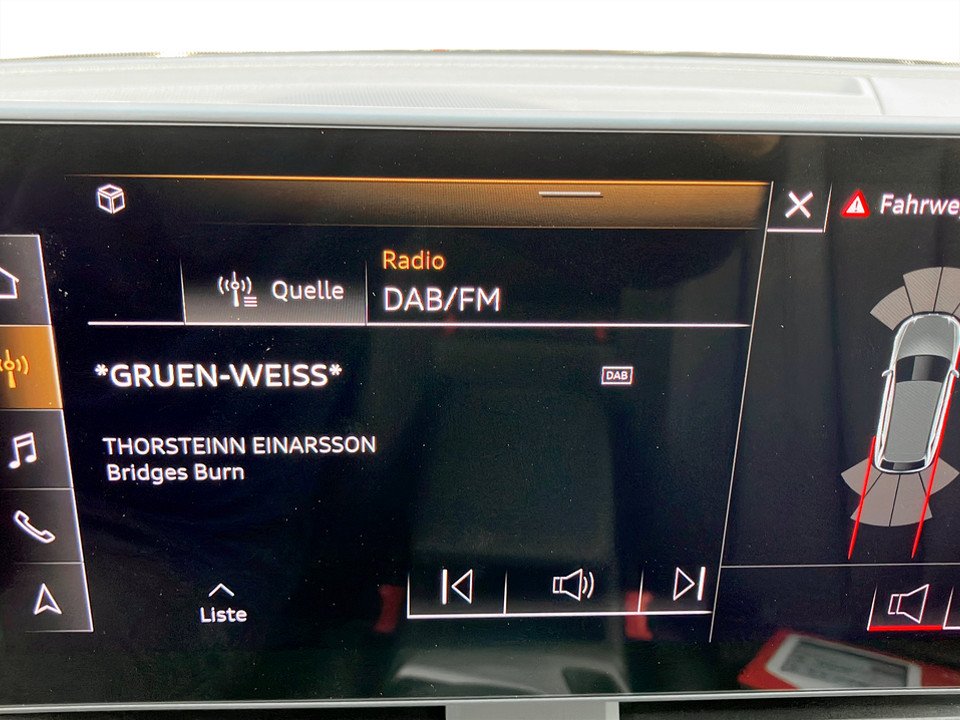 Radio
Quelle
DAB/FM
Fahrwe
*GRUEN-WEISS*
DAB
THORSTEINN EINARSSON
Bridges Burn
Liste